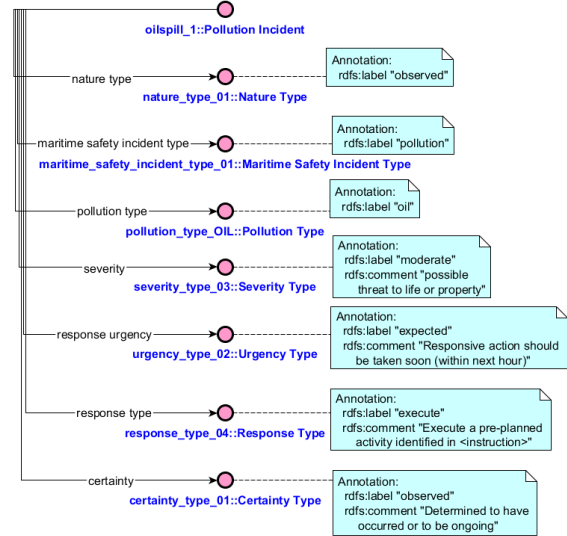 oilspill_1::Pollution Incident
Annotation:
rdfs:label "observed"
nature type
nature_type_01::Nature Type
Annotation:
rdfs:label "pollution"
maritime safety incident type
maritime_safety_incident_type_01::Maritime Safety Incident Type
Annotation:
rdfs:label "oil"
pollution type
pollution_type_OIL::Pollution Type
Annotation:
rdfs:label "moderate"
rdfs:comment "possible
threat to life or property"
severity
severity_type_03::Severity Type
Annotation:
rdfs:label "expected"
rdfs:comment "Responsive action should
be taken soon (within next hour)"
response urgency
urgency_type_02::Urgency Type
Annotation:
rdfs:label "execute"
rdfs:comment "Execute a pre-planned
activity identified in <instruction>"
response type
response_type_04::Response Type
Annotation:
rdfs:label "observed"
rdfs:comment "Determined to have
occurred or to be ongoing"
certainty
certainty_type_01::Certainty Type